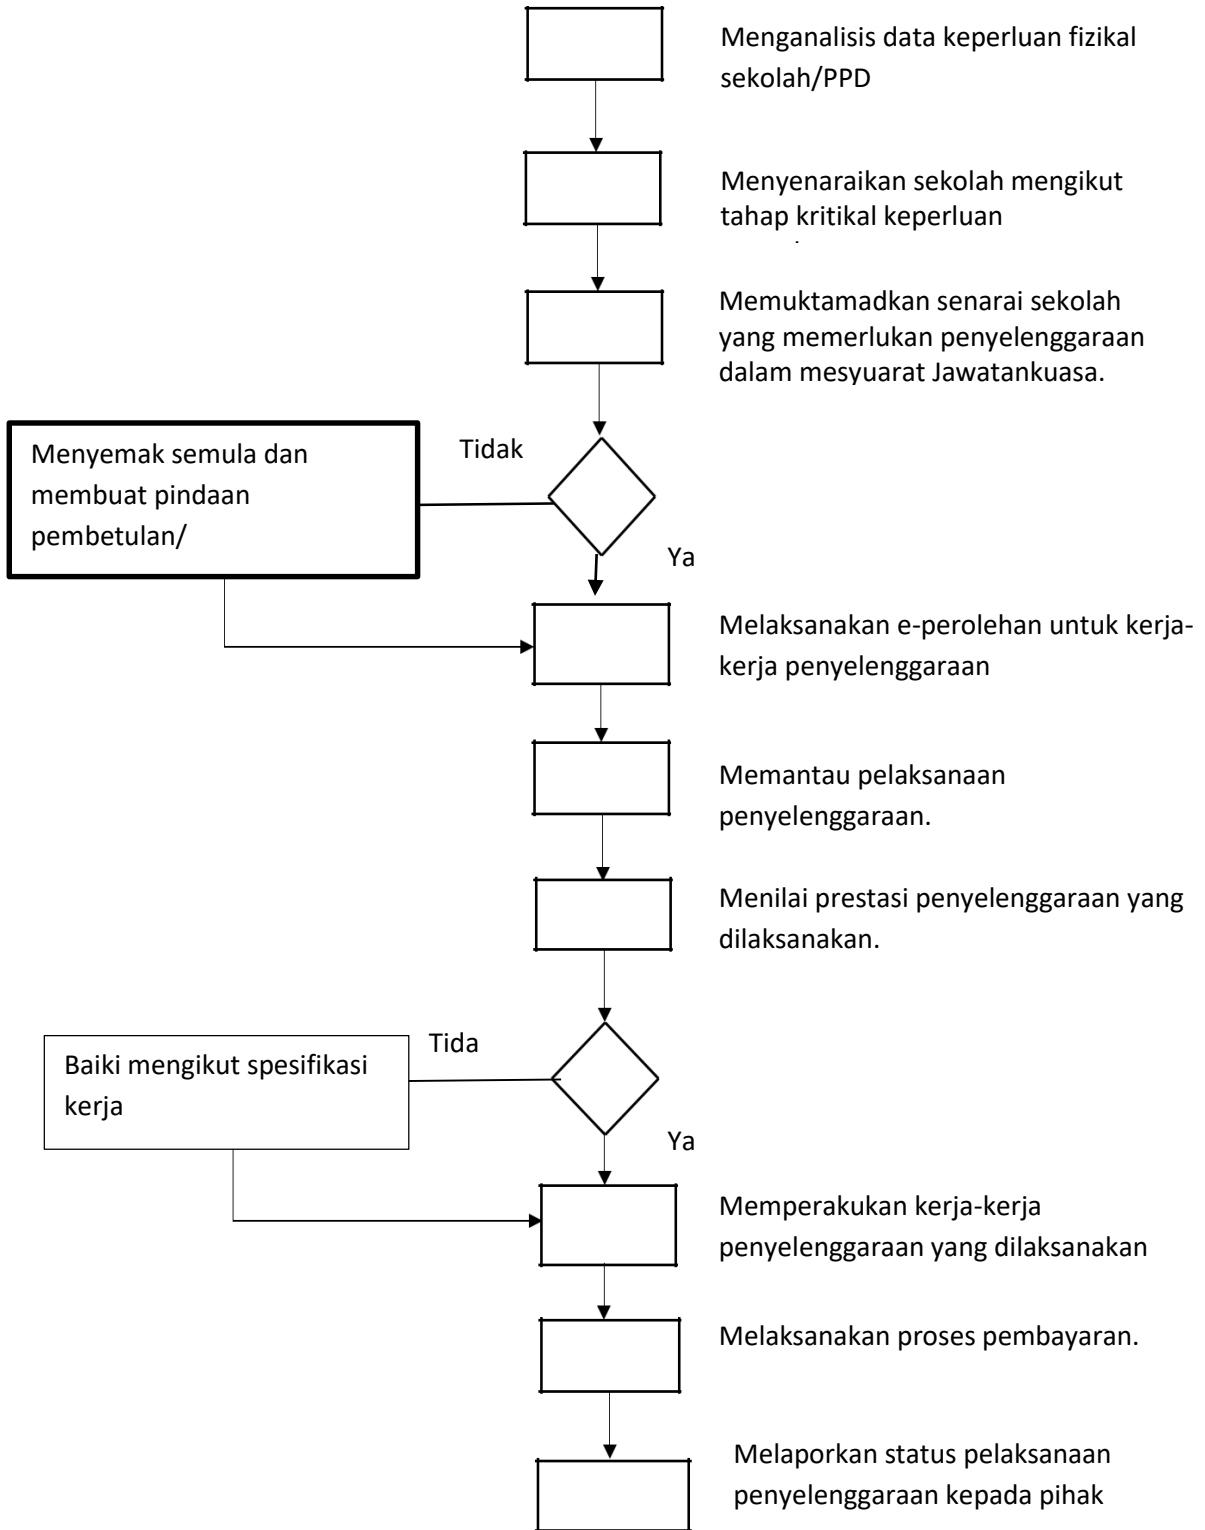 Menganalisis data keperluan fizikal
sekolah/PPD
Menyenaraikan sekolah mengikut
tahap kritikal keperluan
Memuktamadkan senarai sekolah
yang memerlukan penyelenggaraan
dalam mesyuarat Jawatankuasa.
Tidak
Menyemak semula dan
membuat pindaan
pembetulan/
Ya
Melaksanakan e-perolehan untuk kerja-
kerja penyelenggaraan
Memantau pelaksanaan
penyelenggaraan.
Menilai prestasi penyelenggaraan yang
dilaksanakan.
Tida
Baiki mengikut spesifikasi
kerja
Ya
Memperakukan kerja-kerja
penyelenggaraan yang dilaksanakan
Melaksanakan proses pembayaran.
Melaporkan status pelaksanaan
penyelenggaraan kepada pihak